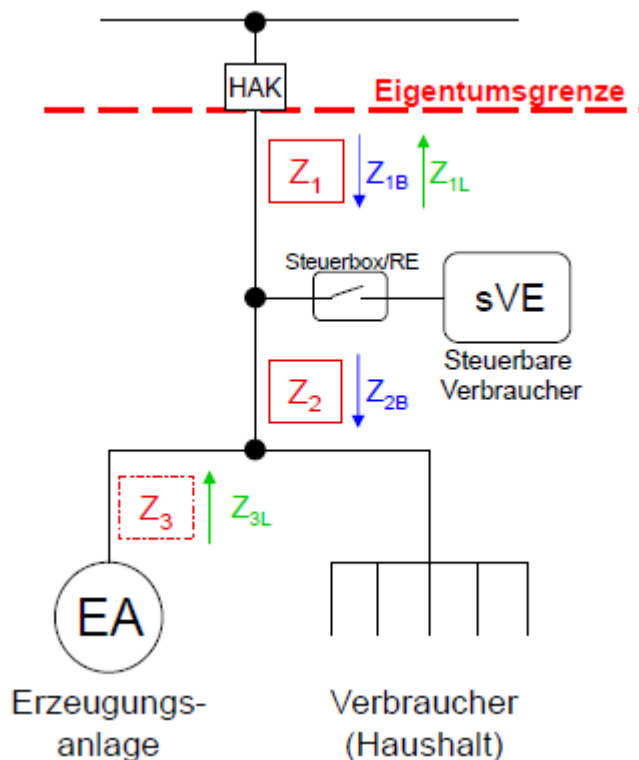 HAK
Eigentumsgrenze
Z1
Z1B
Z1L
Steuerbox/RE
sVE
Steuerbare
Verbraucher
Z2
Z2B
Z3
Z3L
EA
Erzeugungs-
anlage
Verbraucher
(Haushalt)